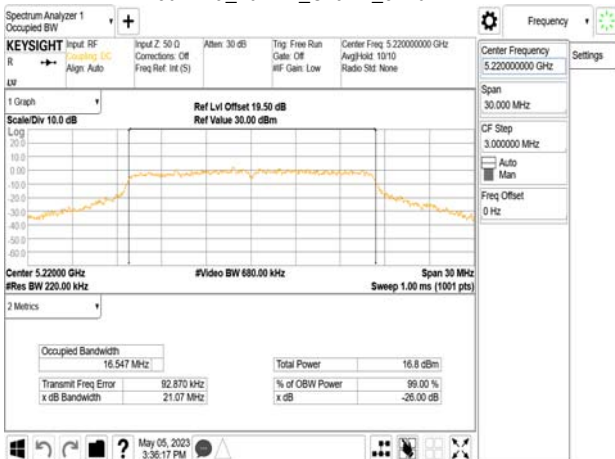 Spectrum Analyzer 1
Occupied BW
Frequency
KEYSIGHT
R
Input: RF
Coupling: DC
Align: Auto
Input Z: 50 Ω
Corrections: Off
Freq Ref: Int (S)
Atten: 30 dB
Trig: Free Run
Gate: Off
#IF Gain: Low
Center Freq: 5.220000000 GHz
Avg|Hold: 10/10
Radio Std: None
Center Frequency
5.220000000 GHz
Settings
Span
30.000 MHz
CF Step
3.000000 MHz
Auto
Man
Freq Offset
0 Hz
1 Graph
Scale/Div 10.0 dB
Ref Lvl Offset 19.50 dB
Ref Value 30.00 dBm
Log
20.0
10.0
0.00
-10.0
-20.0
-30.0
-40.0
-50.0
-60.0
Center 5.22000 GHz
#Video BW 680.00 kHz
Span 30 MHz
#Res BW 220.00 kHz
Sweep 1.00 ms (1001 pts)
2 Metrics
Occupied Bandwidth
16.547 MHz
Total Power 16.8 dBm
Transmit Freq Error 92.870 kHz
% of OBW Power 99.00 %
x dB Bandwidth 21.07 MHz
x dB -26.00 dB
?
May 05, 2023
3:36:17 PM